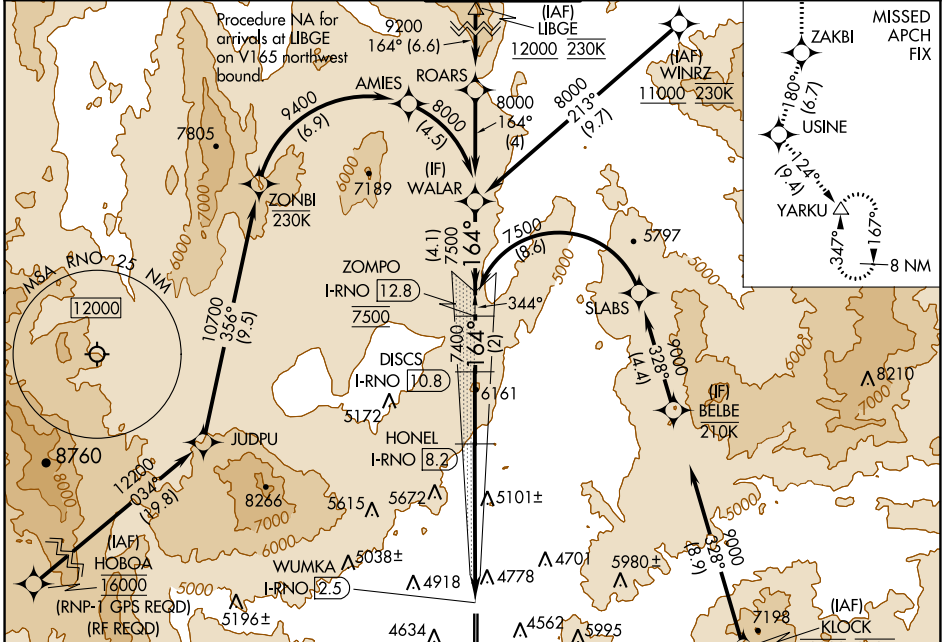 Procedure NA for
arrivals at LIBGE
on V165 northwest
bound.
9200
164° (6.6)
(IAF)
LIBGE
12000 230K
(IAF)
WINRZ
11000 230K
MISSED
APCH
FIX
ZAKBI
180°
(6.7)
USINE
124°
(9.4)
YARKU
347°
167°
8 NM
AMIES
ROARS
9400
(6.9)
8000
(4.5)
8000
164°
(4)
8000
213°
(9.7)
7805
7000
6000
7189
6000
(IF)
WALAR
ZONBI
230K
(4.1)
7500
164°
7500
(8.6)
5797
5000
6000
MSA RNO 25 NM
12000
10700
356°
(9.5)
ZOMPO
I-RNO 12.8
7500
344°
SLABS
7400
164°
(2)
DISCS
I-RNO 10.8
5172
6161
9000
328°
(4.4)
(IF)
BELBE
210K
8210
6000
7000
HONEL
I-RNO 8.2
JUDPU
8760
8000
12200
034°
(19.8)
8266
7000
6000
5615
5672
5101±
5000
9000
328°
(8.9)
(IAF)
HOBOA
16000
(RNP-1 GPS REQD)
(RF REQD)
5000
5196±
5038±
WUMKA
I-RNO 2.5
4918
4778
4701
5980±
4634
4562
5995
7198
(IAF)
KLOCK